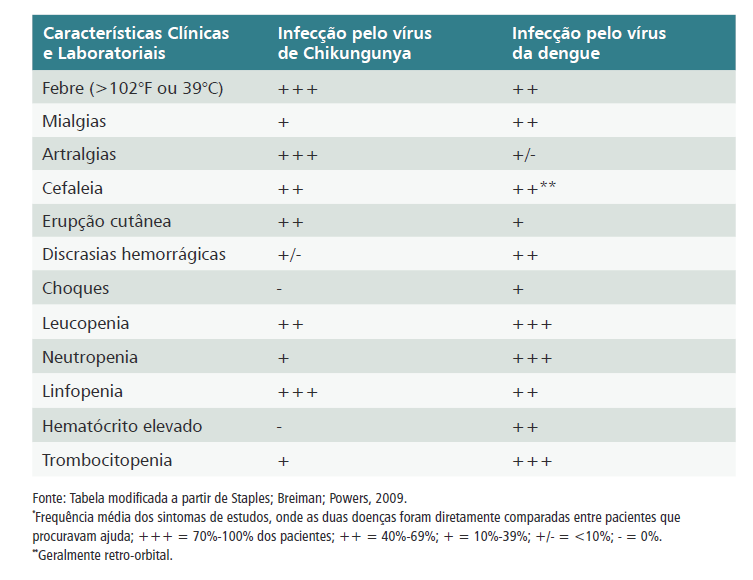 Características Clínicas e Laboratoriais	Infecção pelo vírus de Chikungunya	Infecção pelo vírus da dengue
Febre (>102°F ou 39°C)	+++	++
Mialgias	+	++
Artralgias	+++	+/-
Cefaleia	++	++**
Erupção cutânea	++	+
Discrasias hemorrágicas	+/-	++
Choques	-	+
Leucopenia	++	+++
Neutropenia	+	+++
Linfopenia	+++	++
Hematócrito elevado	-	++
Trombocitopenia	+	+++
Fonte: Tabela modificada a partir de Staples; Breiman; Powers, 2009.
*Frequência média dos sintomas de estudos, onde as duas doenças foram diretamente comparadas entre pacientes que
procuravam ajuda; +++ = 70%-100% dos pacientes; ++ = 40%-69%; + = 10%-39%; +/- = <10%; - = 0%.
**Geralmente retro-orbital.